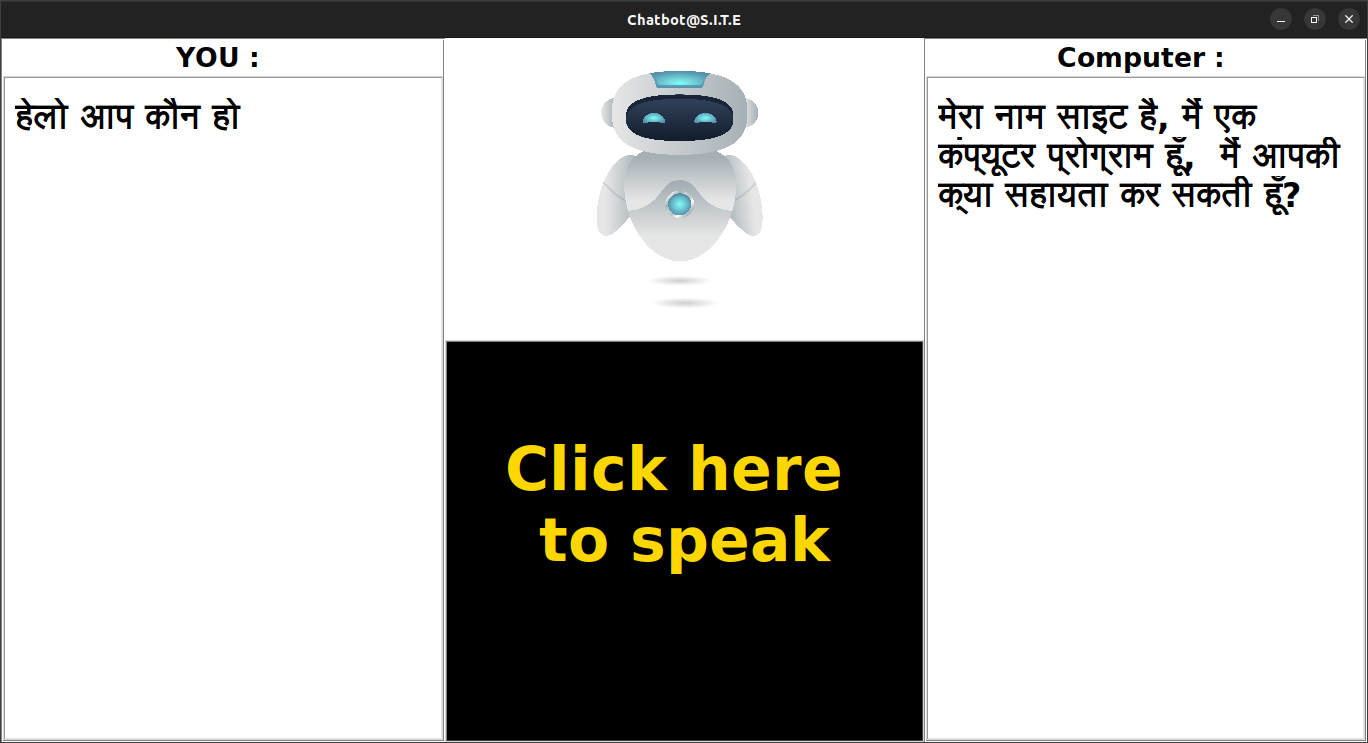 Chatbot@S.I.T.E
YOU :
हेलो आप कौन हो
Click here
to speak
Computer :
मेरा नाम साइट है, मैं एक
कंप्यूटर प्रोग्राम हूँ,  मैं आपकी
क्या सहायता कर सकती हूँ?